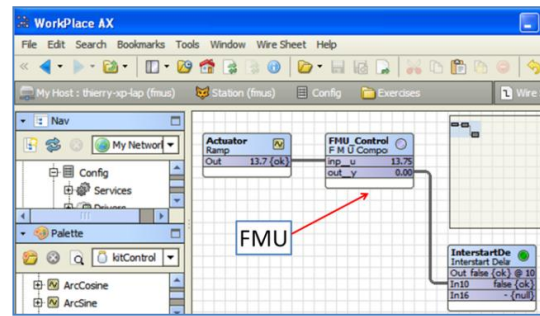 WorkPlace AX
File Edit Search Bookmarks Tools Window Wire Sheet Help
My Host : thierry-xp-lap (fmus) Station (fmus) Config Exercises Wire
Nav
My Network
Config
Services
Palette
kitControl
ArcCosine
ArcSine
Actuator
Ramp
Out 13.7 {ok}
FMU_Control
F M U Compo
inp__u 13.75
out__y 0.00
FMU
InterstartDe
Interstart Dela
Out false {ok} @ 10
In10 false {ok}
In16 - {null}